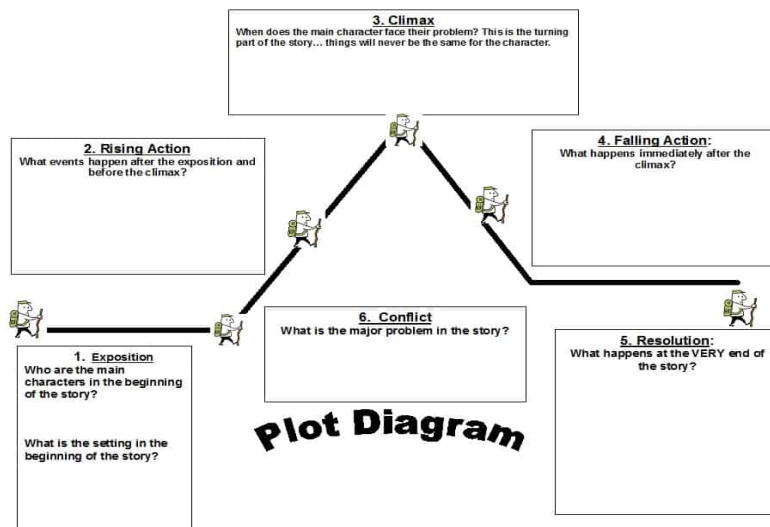 3. Climax
When does the main character face their problem? This is the turning
part of the story... things will never be the same for the character.
2. Rising Action
What events happen after the exposition and
before the climax?
4. Falling Action:
What happens immediately after the
climax?
1. Exposition
Who are the main
characters in the beginning
of the story?
What is the setting in the
beginning of the story?
6. Conflict
What is the major problem in the story?
5. Resolution:
What happens at the VERY end of
the story?
Plot Diagram